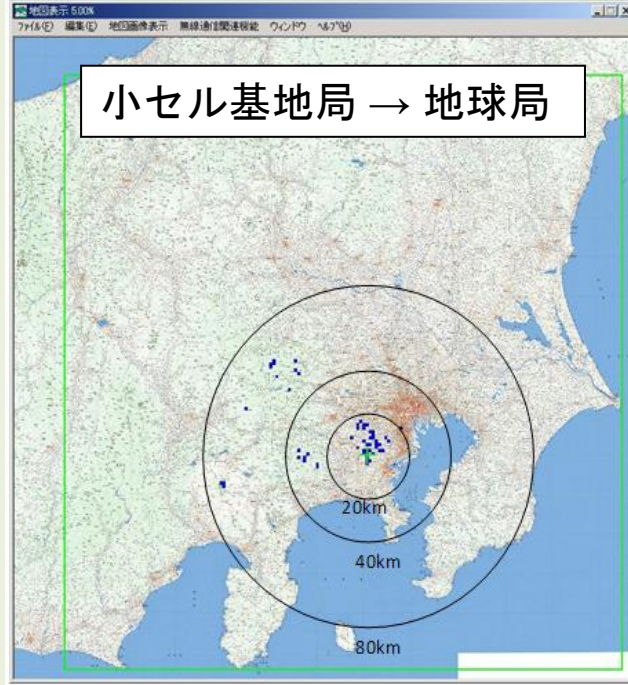 地図表示 5.00%
ファイル(F) 編集(E) 地図画像表示 無線通信関連機能 ウィンドウ ヘルプ(H)
小セル基地局 → 地球局
20km
40km
80km